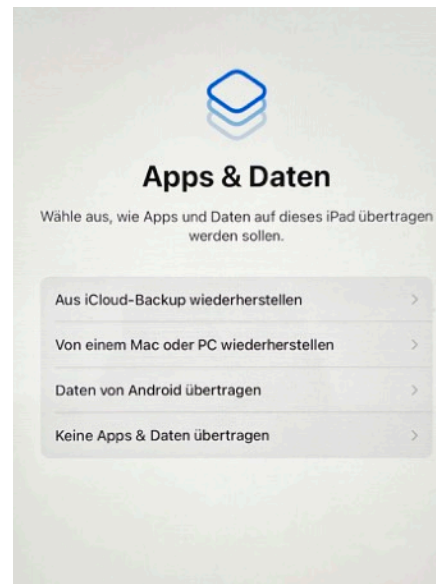 Apps & Daten
Wähle aus, wie Apps und Daten auf dieses iPad übertragen
werden sollen.
Aus iCloud-Backup wiederherstellen
Von einem Mac oder PC wiederherstellen
Daten von Android übertragen
Keine Apps & Daten übertragen